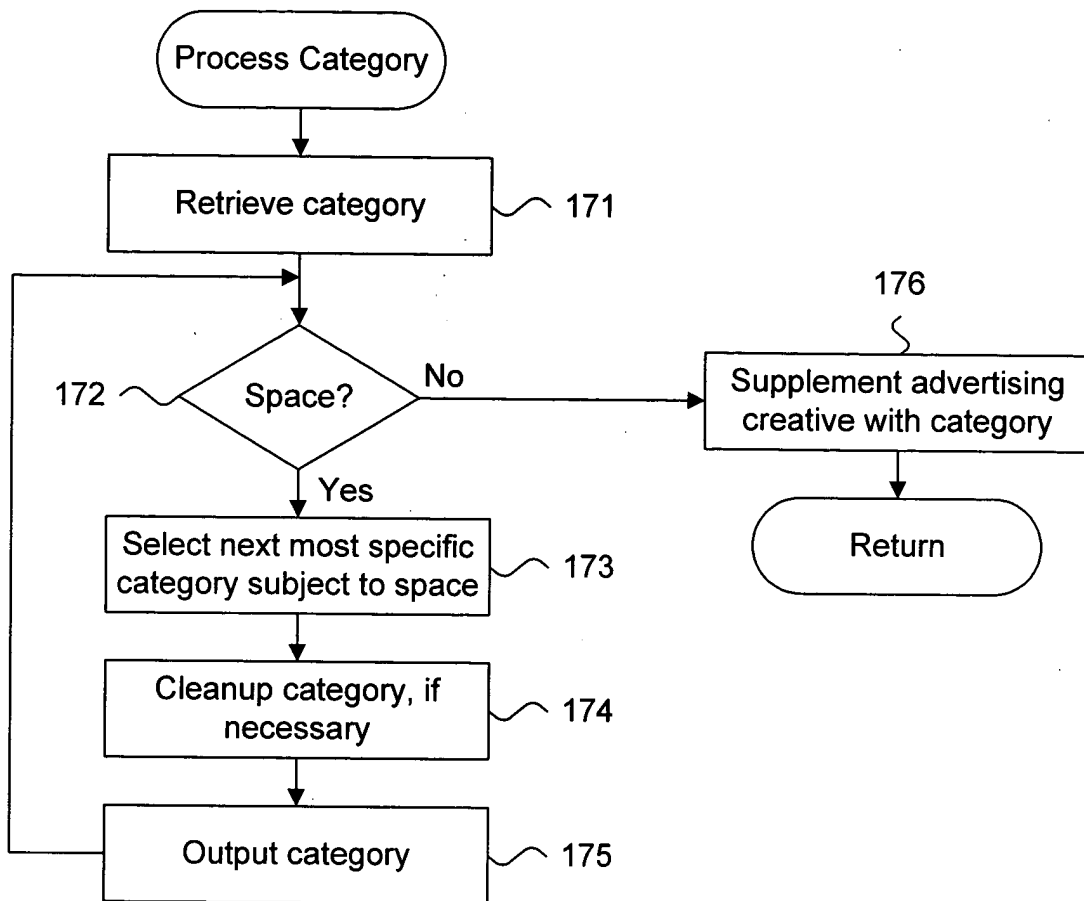 Process Category
Retrieve category
171
176
172
Space?
No
Supplement advertising
creative with category
Yes
Select next most specific
category subject to space
173
Return
Cleanup category, if
necessary
174
Output category
175